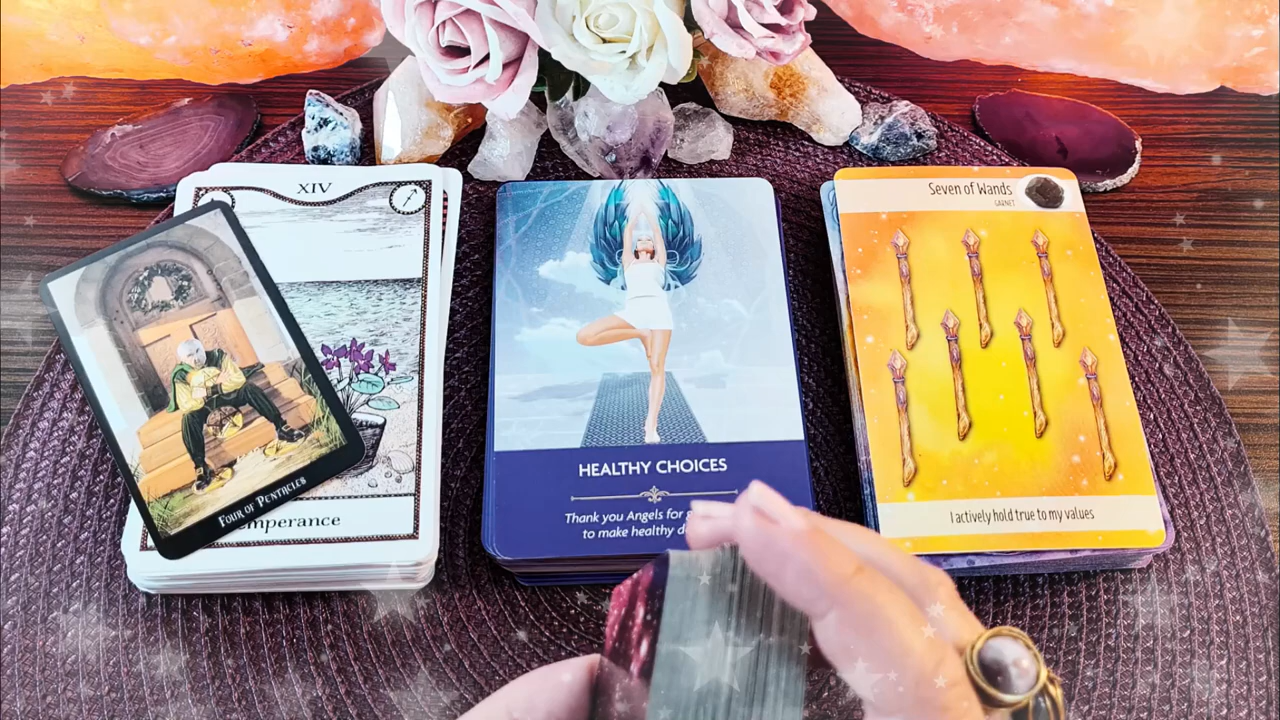 XIV
Four of Pentacles
Temperance
HEALTHY CHOICES
Thank you Angels for
to make healthy
Seven of Wands
GARNET
I actively hold true to my values